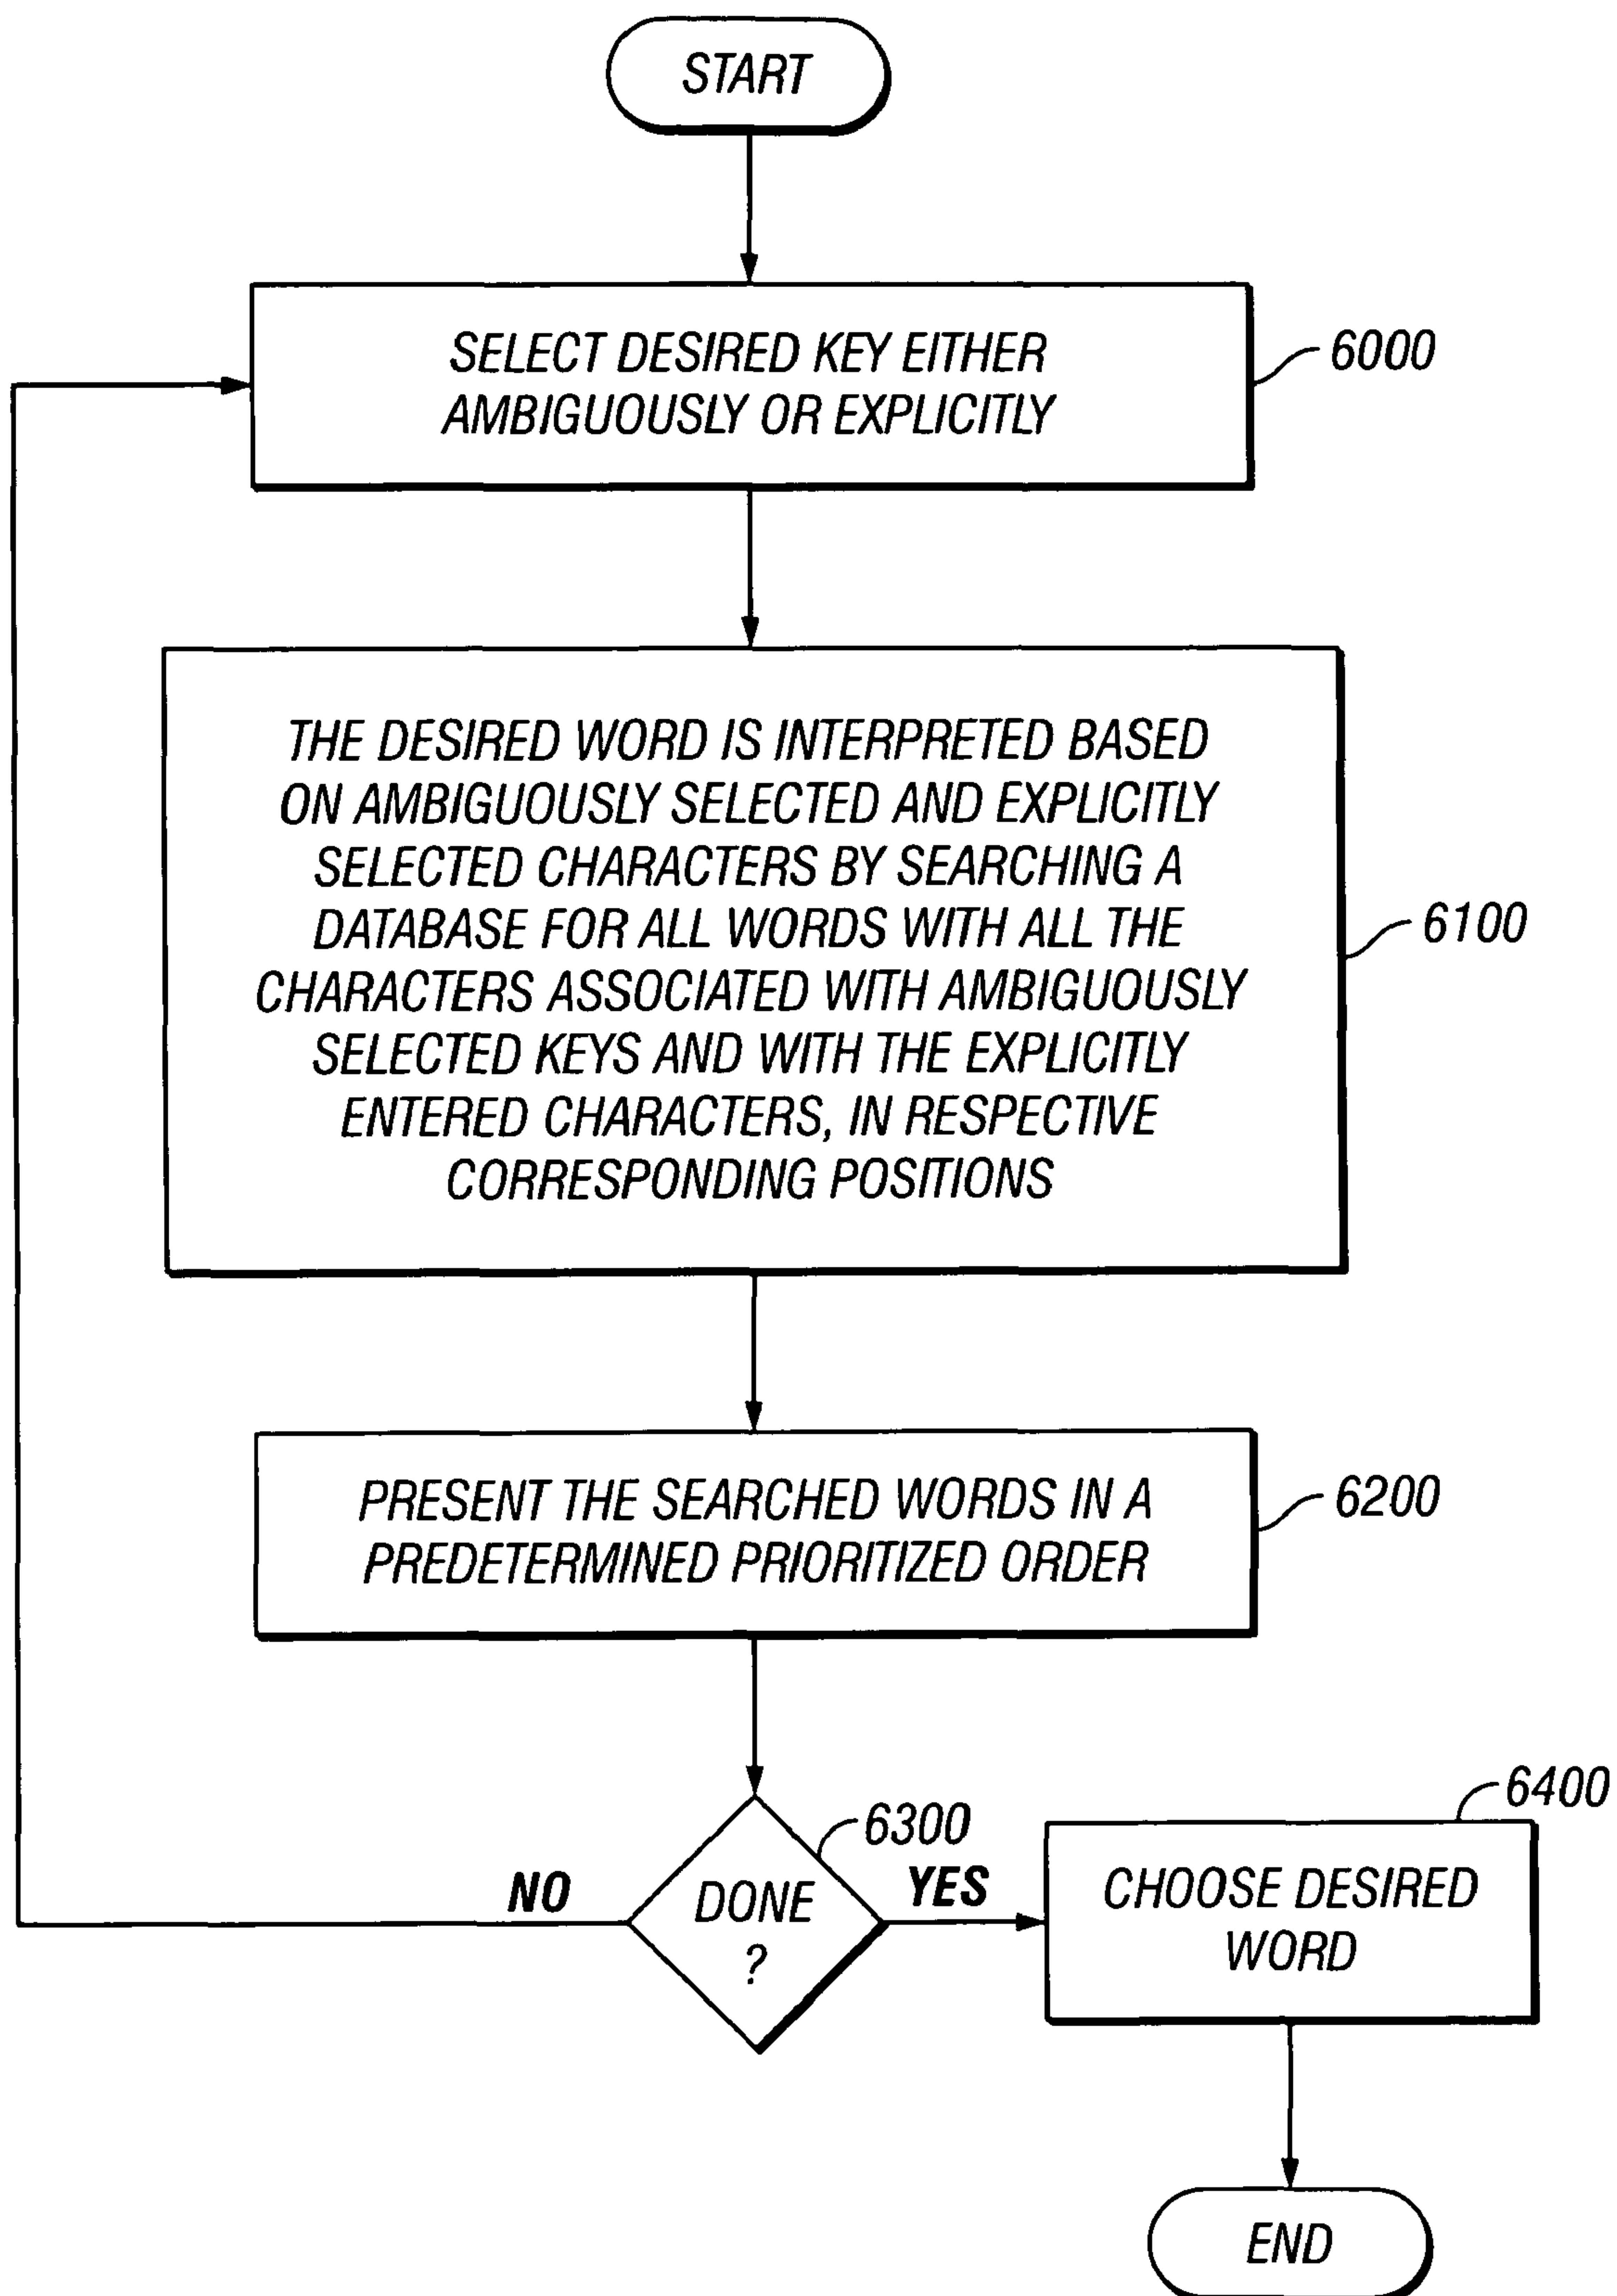 START
SELECT DESIRED KEY EITHER
AMBIGUOUSLY OR EXPLICITLY
6000
THE DESIRED WORD IS INTERPRETED BASED
ON AMBIGUOUSLY SELECTED AND EXPLICITLY
SELECTED CHARACTERS BY SEARCHING A
DATABASE FOR ALL WORDS WITH ALL THE
CHARACTERS ASSOCIATED WITH AMBIGUOUSLY
SELECTED KEYS AND WITH THE EXPLICITLY
ENTERED CHARACTERS, IN RESPECTIVE
CORRESPONDING POSITIONS
6100
PRESENT THE SEARCHED WORDS IN A
PREDETERMINED PRIORITIZED ORDER
6200
6300
DONE
?
NO
YES
6400
CHOOSE DESIRED
WORD
END